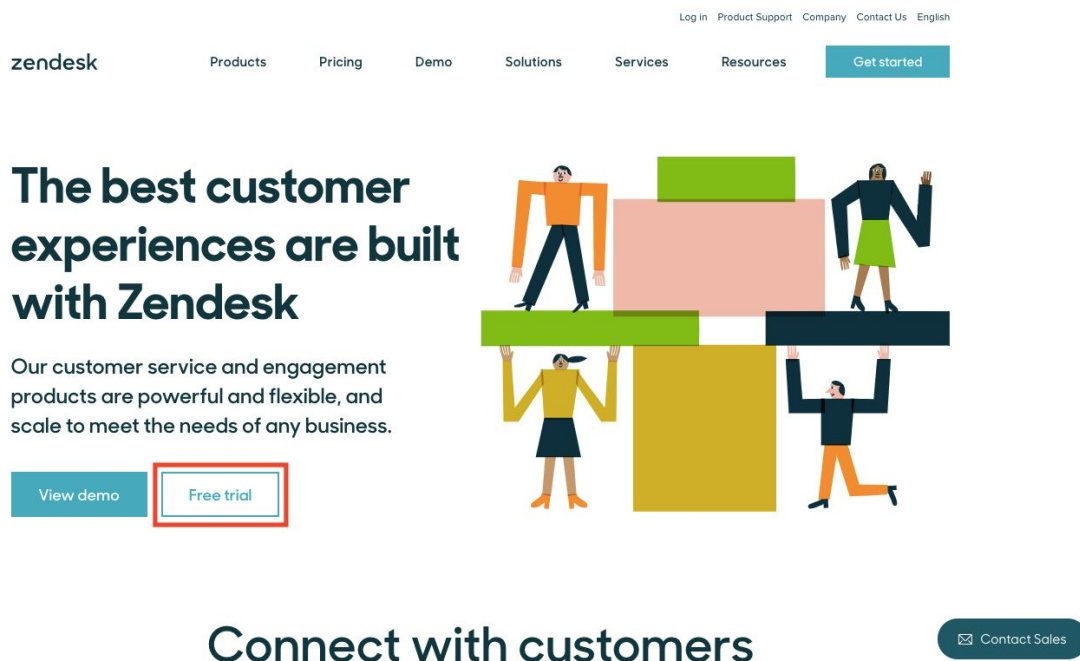 Log in Product Support Company Contact Us English
zendesk Products Pricing Demo Solutions Services Resources Get started
The best customer
experiences are built
with Zendesk
Our customer service and engagement
products are powerful and flexible, and
scale to meet the needs of any business.
View demo Free trial
Connect with customers
Contact Sales